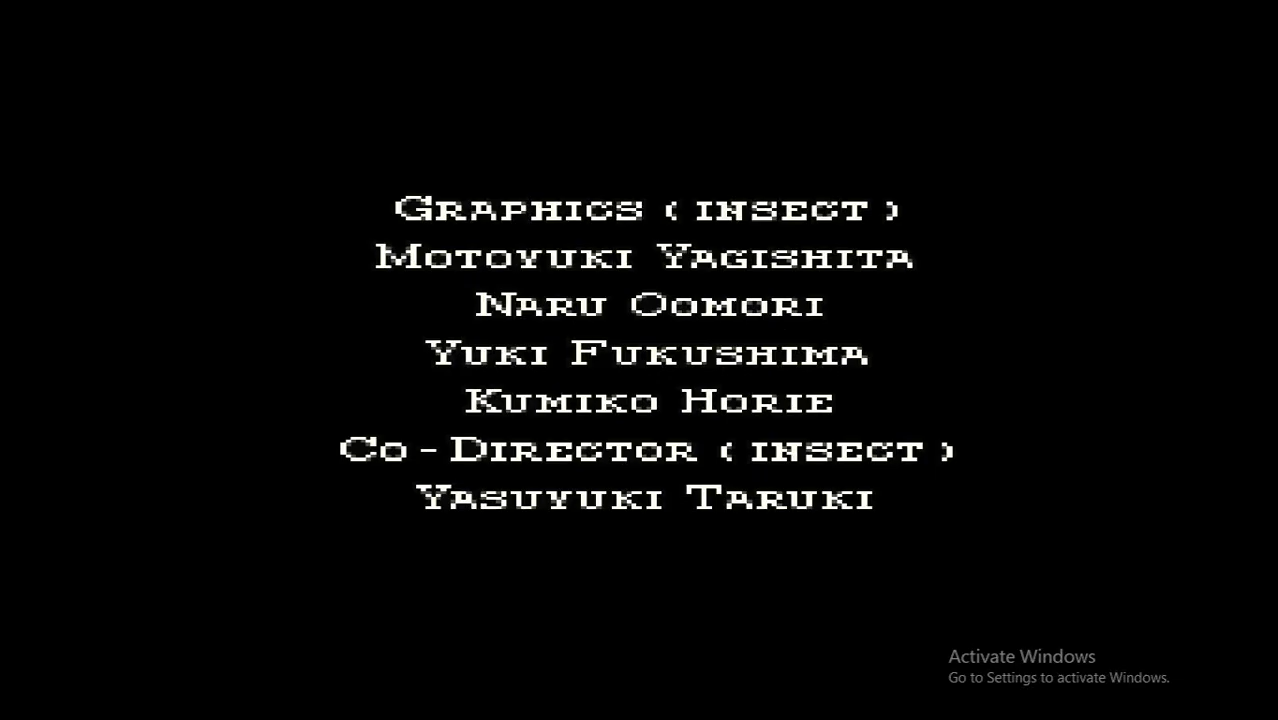 Graphics (insect)
Motoyuki Yagishita
Naru Oomori
Yuki Fukushima
Kumiko Horie
Co-Director (insect)
Yasuyuki Taruki
Activate Windows
Go to Settings to activate Windows.